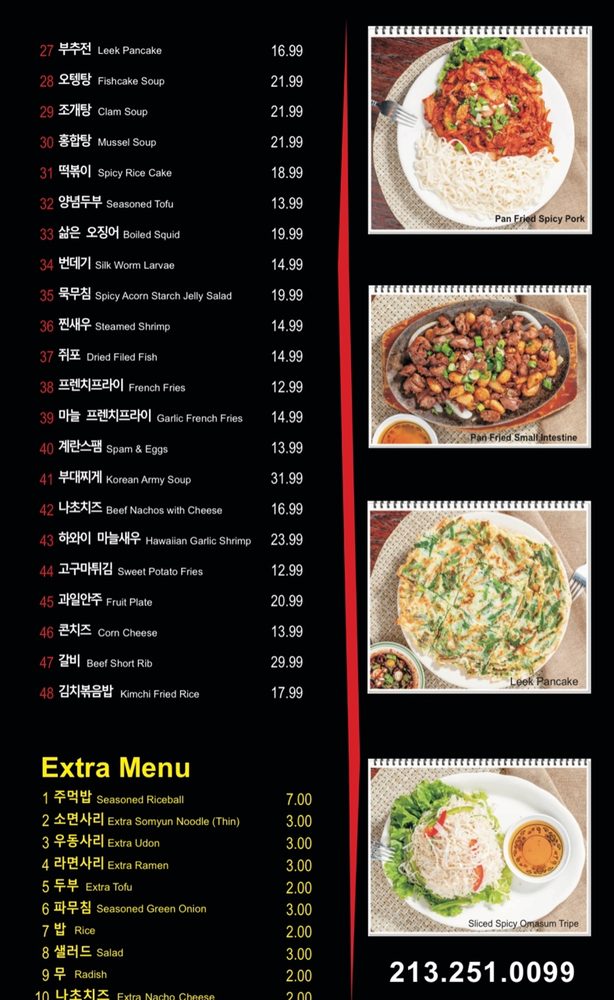 27 부추전 Leek Pancake 16.99
28 오텡탕 Fishcake Soup 21.99
29 조개탕 Clam Soup 21.99
30 홍합탕 Mussel Soup 21.99
31 떡볶이 Spicy Rice Cake 18.99
32 양념두부 Seasoned Tofu 13.99
33 삶은 오징어 Boiled Squid 19.99
34 번데기 Silk Worm Larvae 14.99
35 묵무침 Spicy Acorn Starch Jelly Salad 19.99
36 찐새우 Steamed Shrimp 14.99
37 쥐포 Dried Filed Fish 14.99
38 프렌치프라이 French Fries 12.99
39 마늘 프렌치프라이 Garlic French Fries 14.99
40 계란스팸 Spam & Eggs 13.99
41 부대찌게 Korean Army Soup 31.99
42 나초치즈 Beef Nachos with Cheese 16.99
43 하와이 마늘새우 Hawaiian Garlic Shrimp 23.99
44 고구마튀김 Sweet Potato Fries 12.99
45 과일안주 Fruit Plate 20.99
46 콘치즈 Corn Cheese 13.99
47 갈비 Beef Short Rib 29.99
48 김치볶음밥 Kimchi Fried Rice 17.99
Extra Menu
1 주먹밥 Seasoned Riceball 7.00
2 소면사리 Extra Somyun Noodle (Thin) 3.00
3 우동사리 Extra Udon 3.00
4 라면사리 Extra Ramen 3.00
5 두부 Extra Tofu 2.00
6 파무침 Seasoned Green Onion 3.00
7 밥 Rice 2.00
8 샐러드 Salad 3.00
9 무 Radish 2.00
10 나초치즈 Extra Nacho Cheese 2.00
Pan Fried Spicy Pork
Pan Fried Small Intestine
Leek Pancake
Sliced Spicy Omasum Tripe
213.251.0099